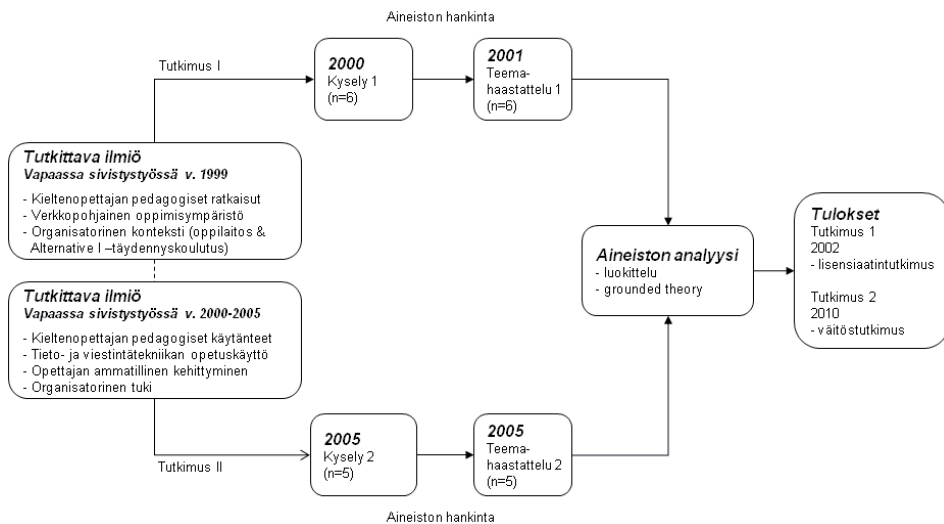 Aineiston hankinta
Tutkimus I
2000
Kysely 1
(n=6)
2001
Teema-
haastattelu 1
(n=6)
Tutkittava ilmiö
Vapaassa sivistystyössä v. 1999
- Kieltenopettajan pedagogiset ratkaisut
- Verkkopohjainen oppimisympäristö
- Organisatorinen konteksti (oppilaitos &
Alternative I –täydennyskoulutus)
Tutkittava ilmiö
Vapaassa sivistystyössä v. 2000-2005
- Kieltenopettajan pedagogiset käytänteet
- Tieto- ja viestintätekniikan opetuskäyttö
- Opettajan ammatillinen kehittyminen
- Organisatorinen tuki
Tutkimus II
2005
Kysely 2
(n=5)
2005
Teema-
haastattelu 2
(n=5)
Aineiston hankinta
Aineiston analyysi
- luokittelu
- grounded theory
Tulokset
Tutkimus 1
2002
- lisensiaatintutkimus
Tutkimus 2
2010
- väitöstutkimus